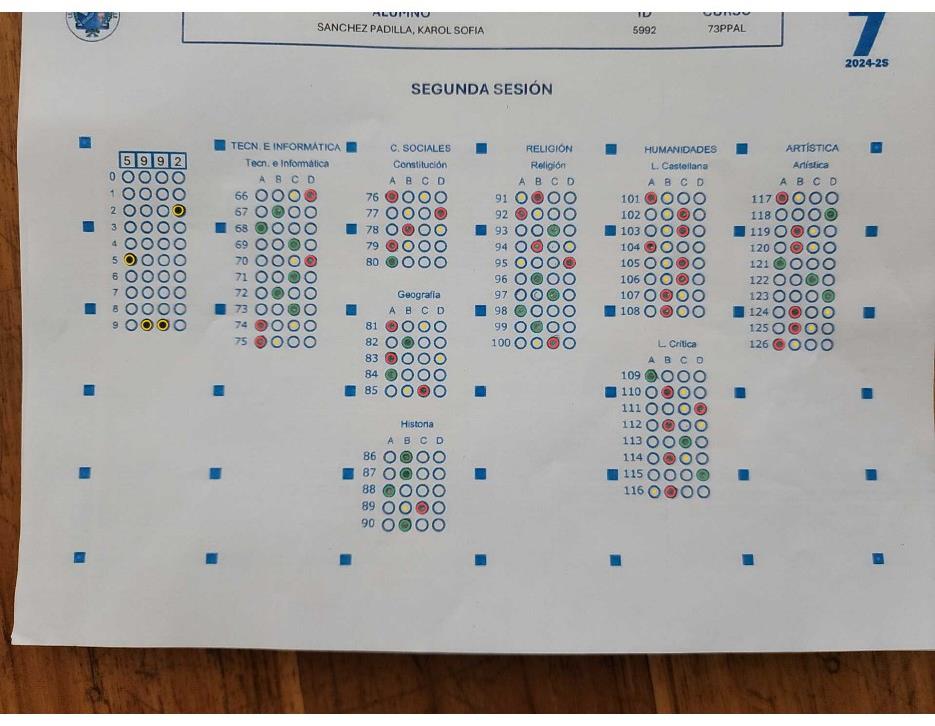 ALUMNO ID CURSO
SANCHEZ PADILLA, KAROL SOFIA 5992 73PPAL
7
2024-2S
SEGUNDA SESIÓN
5 9 9 2
0
1
2
3
4
5
6
7
8
9
TECN. E INFORMÁTICA
Tecn. e Informática
A B C D
66
67
68
69
70
71
72
73
74
75
C. SOCIALES
Constitución
A B C D
76
77
78
79
80
Geografía
81
82
83
84
85
Historia
A B C D
86
87
88
89
90
RELIGIÓN
Religión
A B C D
91
92
93
94
95
96
97
98
99
100
HUMANIDADES
L. Castellana
A B C D
101
102
103
104
105
106
107
108
L. Crítica
A B C D
109
110
111
112
113
114
115
116
ARTÍSTICA
Artística
A B C D
117
118
119
120
121
122
123
124
125
126